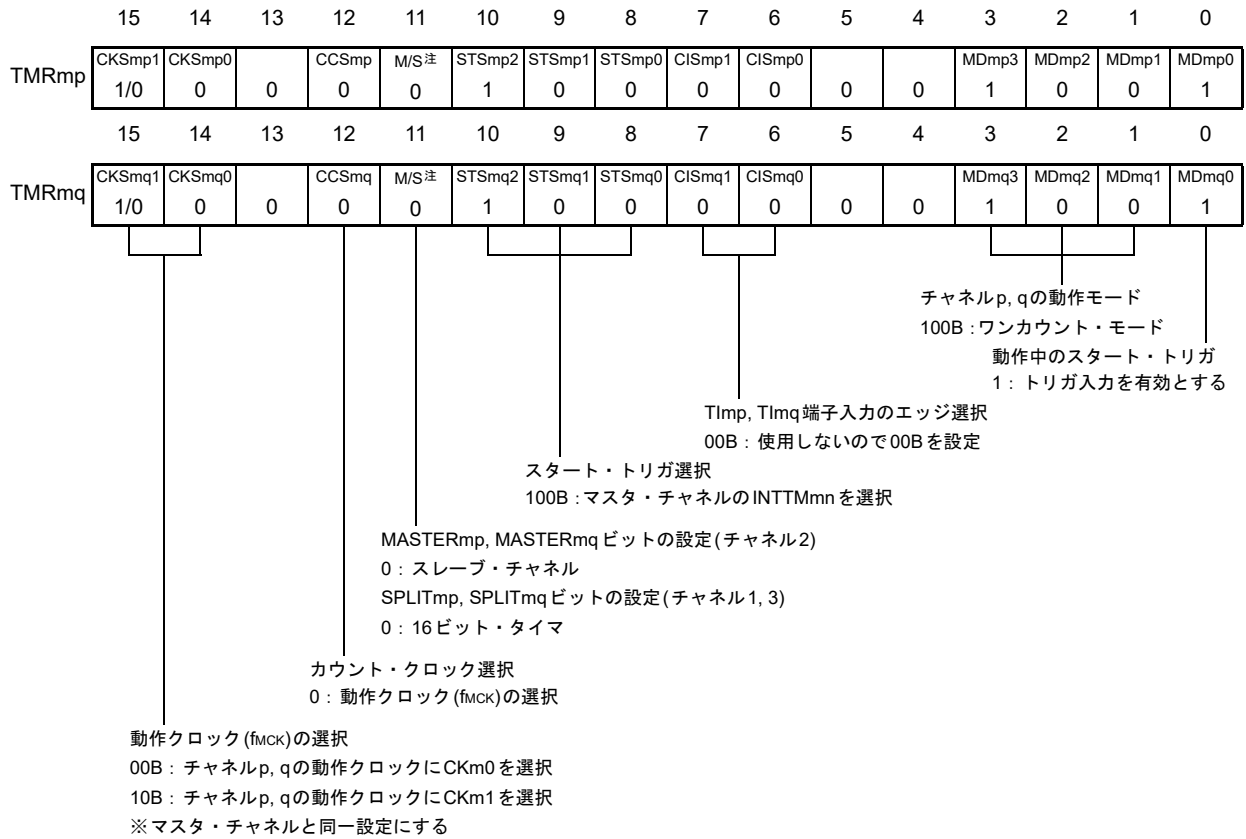 15 14 13 12 11 10 9 8 7 6 5 4 3 2 1 0
TMRmp
CKSmp1 CKSmp0 CCSmp M/S注 STSmp2 STSmp1 STSmp0 CISmp1 CISmp0 MDmp3 MDmp2 MDmp1 MDmp0
1/0 0 0 0 0 1 0 0 0 0 0 0 1 0 0 1
15 14 13 12 11 10 9 8 7 6 5 4 3 2 1 0
TMRmq
CKSmq1 CKSmq0 CCSmq M/S注 STSmq2 STSmq1 STSmq0 CISmq1 CISmq0 MDmq3 MDmq2 MDmq1 MDmq0
1/0 0 0 0 0 1 0 0 0 0 0 0 1 0 0 1
チャネルp, qの動作モード
100B：ワンカウント・モード
動作中のスタート・トリガ
1：トリガ入力を有効とする
TImp, TImq端子入力のエッジ選択
00B：使用しないので00Bを設定
スタート・トリガ選択
100B：マスタ・チャネルのINTTMmnを選択
MASTERmp, MASTERmqビットの設定(チャネル2)
0：スレーブ・チャネル
SPLITmp, SPLITmqビットの設定(チャネル1, 3)
0：16ビット・タイマ
カウント・クロック選択
0：動作クロック(fMCK)の選択
動作クロック(fMCK)の選択
00B：チャネルp, qの動作クロックにCKm0を選択
10B：チャネルp, qの動作クロックにCKm1を選択
※マスタ・チャネルと同一設定にする